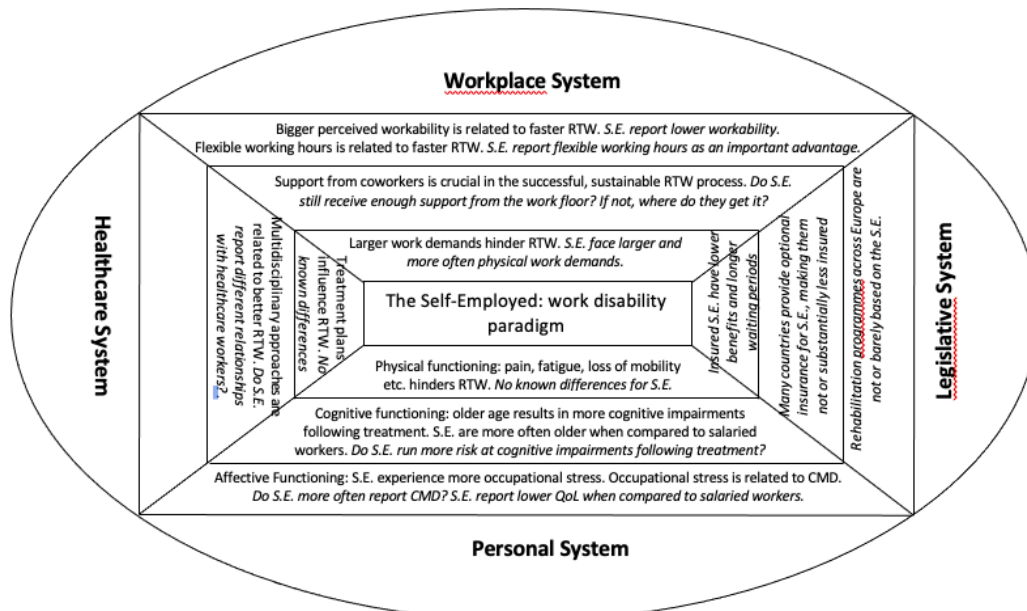 Workplace System
Bigger perceived workability is related to faster RTW. S.E. report lower workability.
Flexible working hours is related to faster RTW. S.E. report flexible working hours as an important advantage.
Support from coworkers is crucial in the successful, sustainable RTW process. Do S.E.
still receive enough support from the work floor? If not, where do they get it?
Larger work demands hinder RTW. S.E. face larger and
more often physical work demands.
Healthcare System
Multidisciplinary approaches are
related to better RTW. Do S.E.
report different relationships
with healthcare workers?.
Treatment plans
influence RTW. No
known differences
The Self-Employed: work disability
paradigm
Insured S.E. have lower
benefits and longer
waiting periods
Many countries provide optional
insurance for S.E., making them
not or substantially less insured
Rehabilitation programmes across Europe are
not or barely based on the S.E.
Legislative System
Physical functioning: pain, fatigue, loss of mobility
etc. hinders RTW. No known differences for S.E.
Cognitive functioning: older age results in more cognitive impairments
following treatment. S.E. are more often older when compared to salaried
workers. Do S.E. run more risk at cognitive impairments following treatment?
Affective Functioning: S.E. experience more occupational stress. Occupational stress is related to CMD.
Do S.E. more often report CMD? S.E. report lower QoL when compared to salaried workers.
Personal System